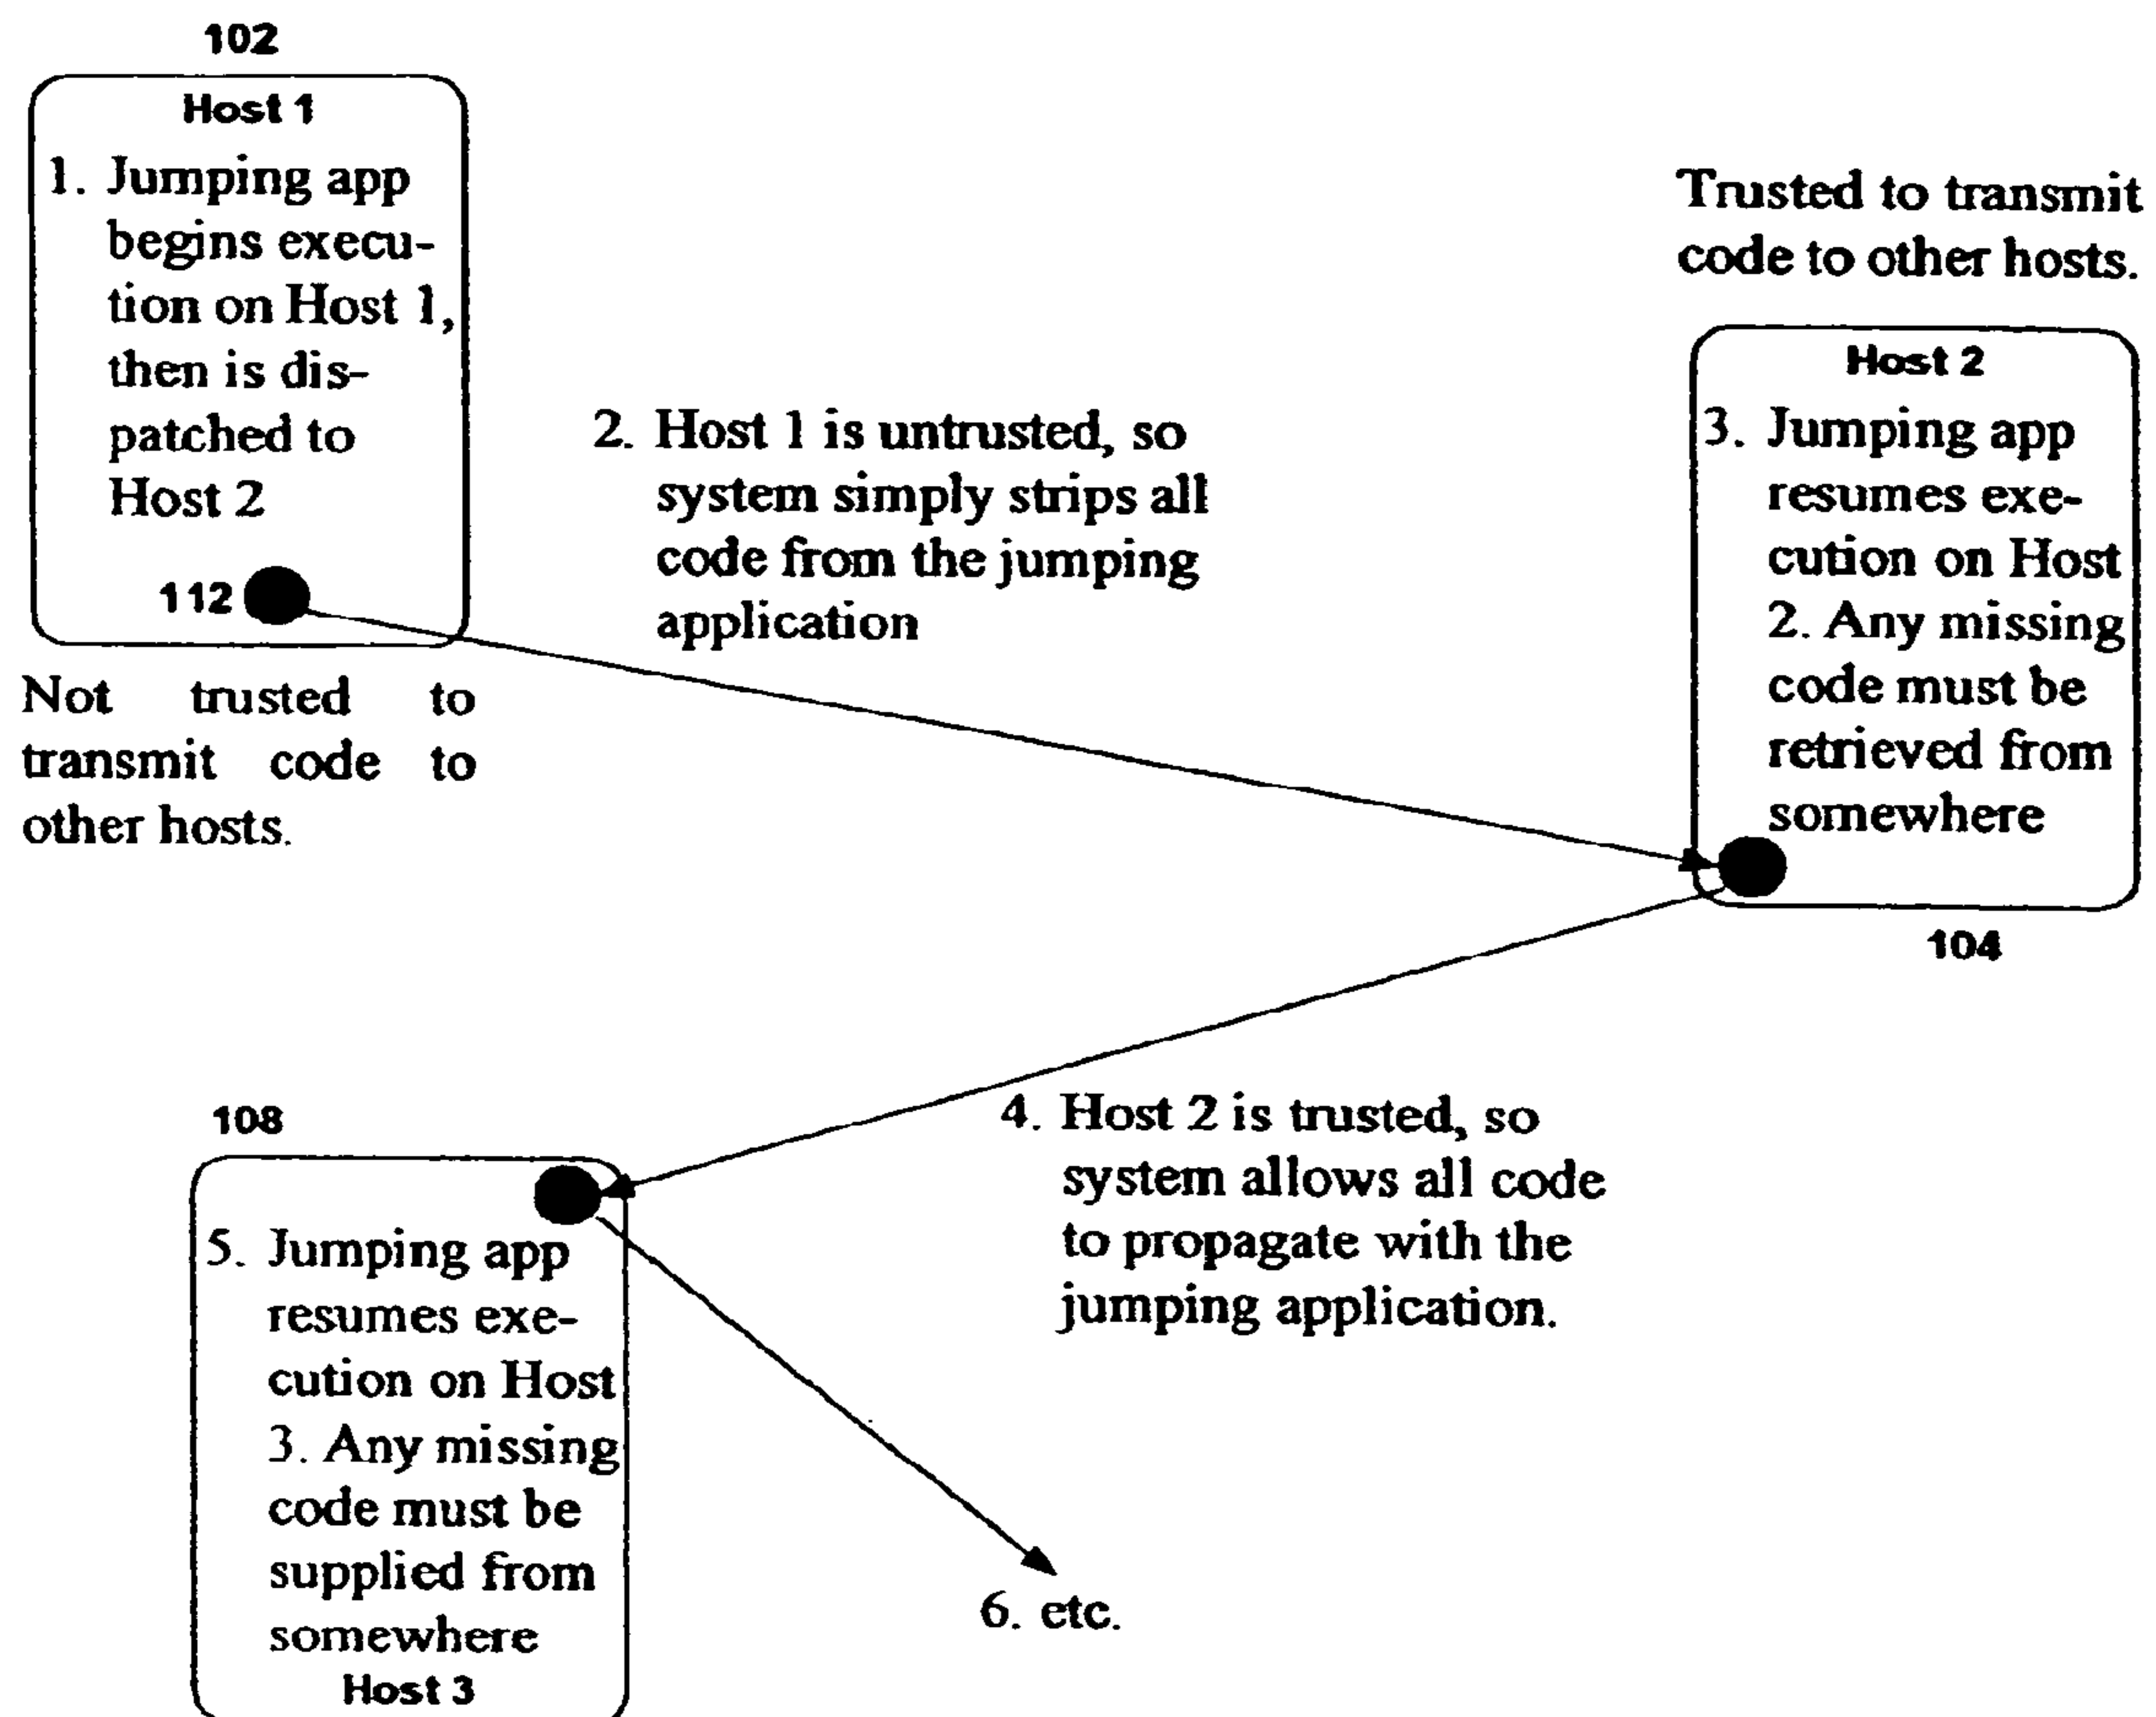 102
Host 1
1. Jumping app
begins execu-
tion on Host 1,
then is dis-
patched to
Host 2
112
Not trusted to
transmit code to
other hosts.
2. Host 1 is untrusted, so
system simply strips all
code from the jumping
application
Trusted to transmit
code to other hosts.
Host 2
3. Jumping app
resumes exe-
cution on Host
2. Any missing
code must be
retrieved from
somewhere
104
4. Host 2 is trusted, so
system allows all code
to propagate with the
jumping application.
108
5. Jumping app
resumes exe-
cution on Host
3. Any missing
code must be
supplied from
somewhere
Host 3
6. etc.